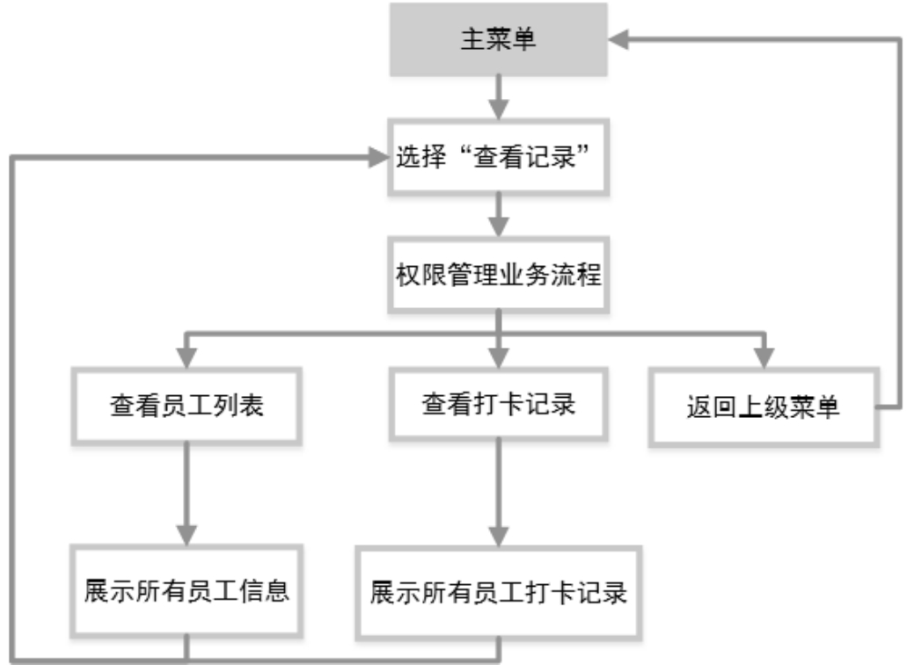 主菜单
选择“查看记录”
权限管理业务流程
查看员工列表
查看打卡记录
返回上级菜单
展示所有员工信息
展示所有员工打卡记录